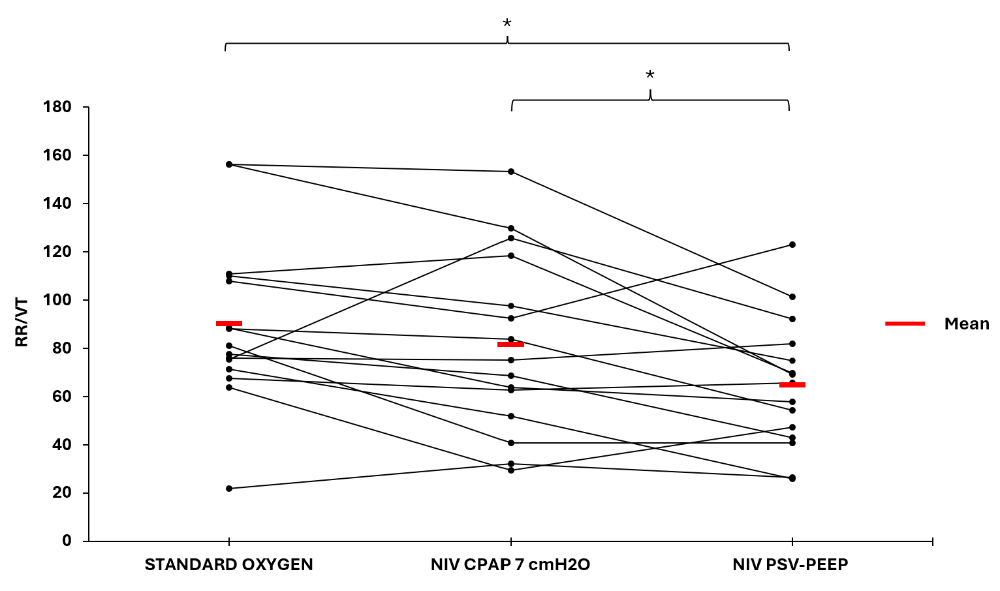 *
*
180
160
140
120
100
80
60
40
20
0
RR/VT
STANDARD OXYGEN
NIV CPAP 7 cmH2O
NIV PSV-PEEP
Mean